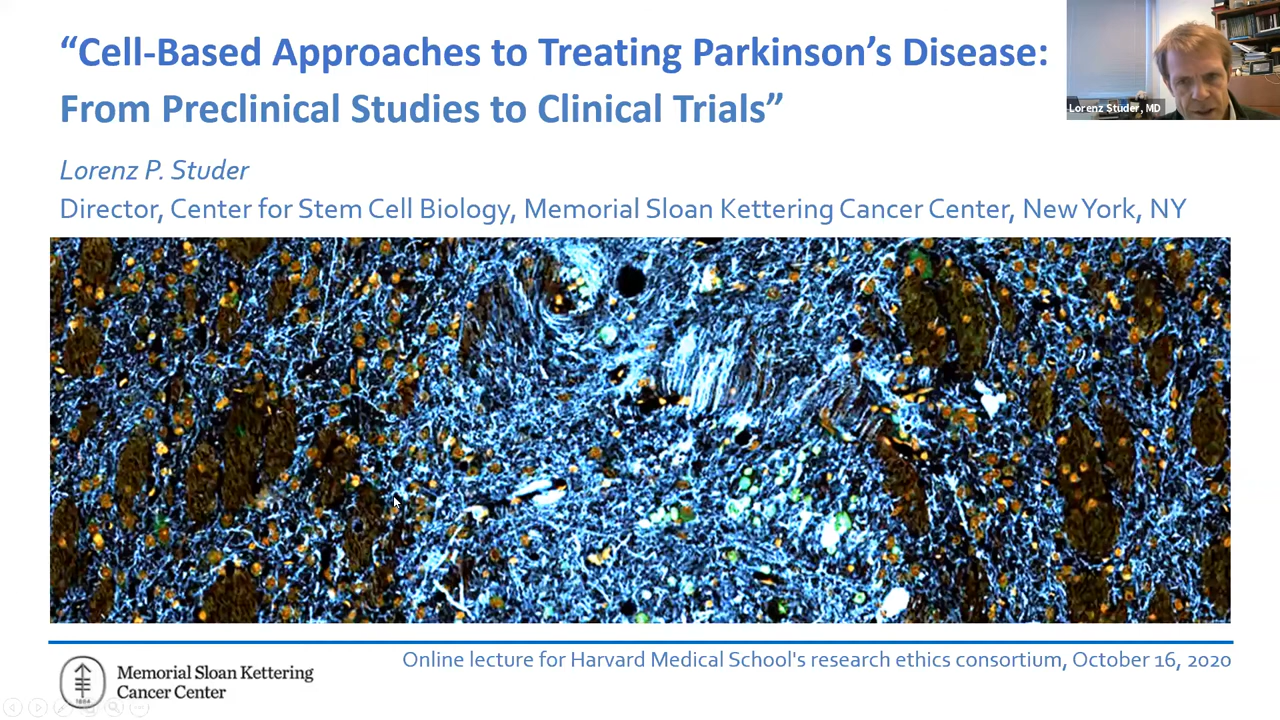 “Cell-Based Approaches to Treating Parkinson’s Disease:
From Preclinical Studies to Clinical Trials”
Lorenz Studer, MD
Lorenz P. Studer
Director, Center for Stem Cell Biology, Memorial Sloan Kettering Cancer Center, New York, NY
Online lecture for Harvard Medical School's research ethics consortium, October 16, 2020
Memorial Sloan Kettering
Cancer Center
1884